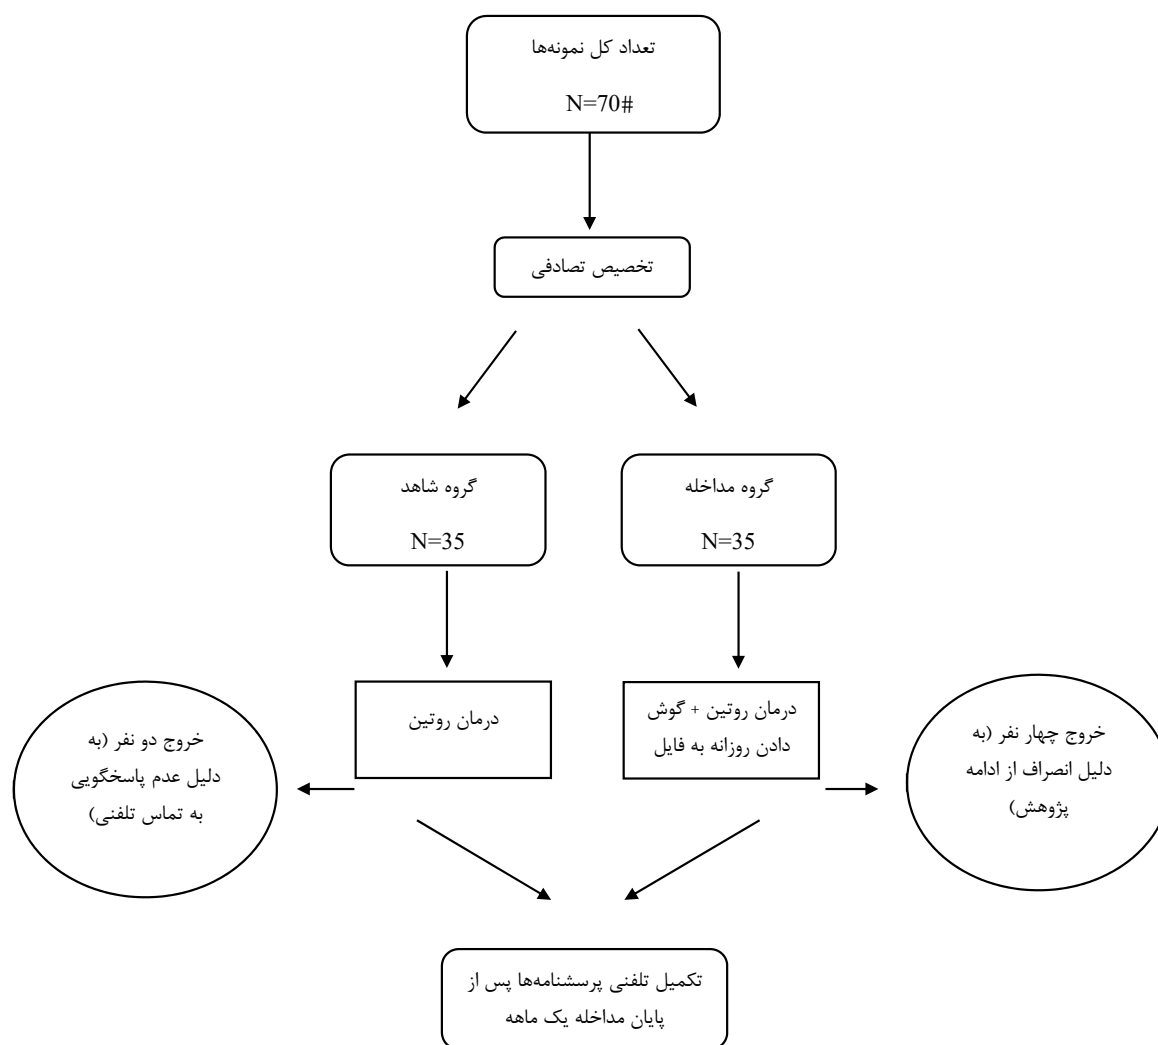 تعداد کل نمونه‌ها
N=70#
تخصیص تصادفی
گروه مداخله
N=35
گروه شاهد
N=35
درمان روتین + گوش
دادن روزانه به فایل
درمان روتین
خروج چهار نفر (به
دلیل انصراف از ادامه
پژوهش)
خروج دو نفر (به
دلیل عدم پاسخگویی
به تماس تلفنی)
تکمیل تلفنی پرسشنامه‌ها پس از
پایان مداخله یک ماهه